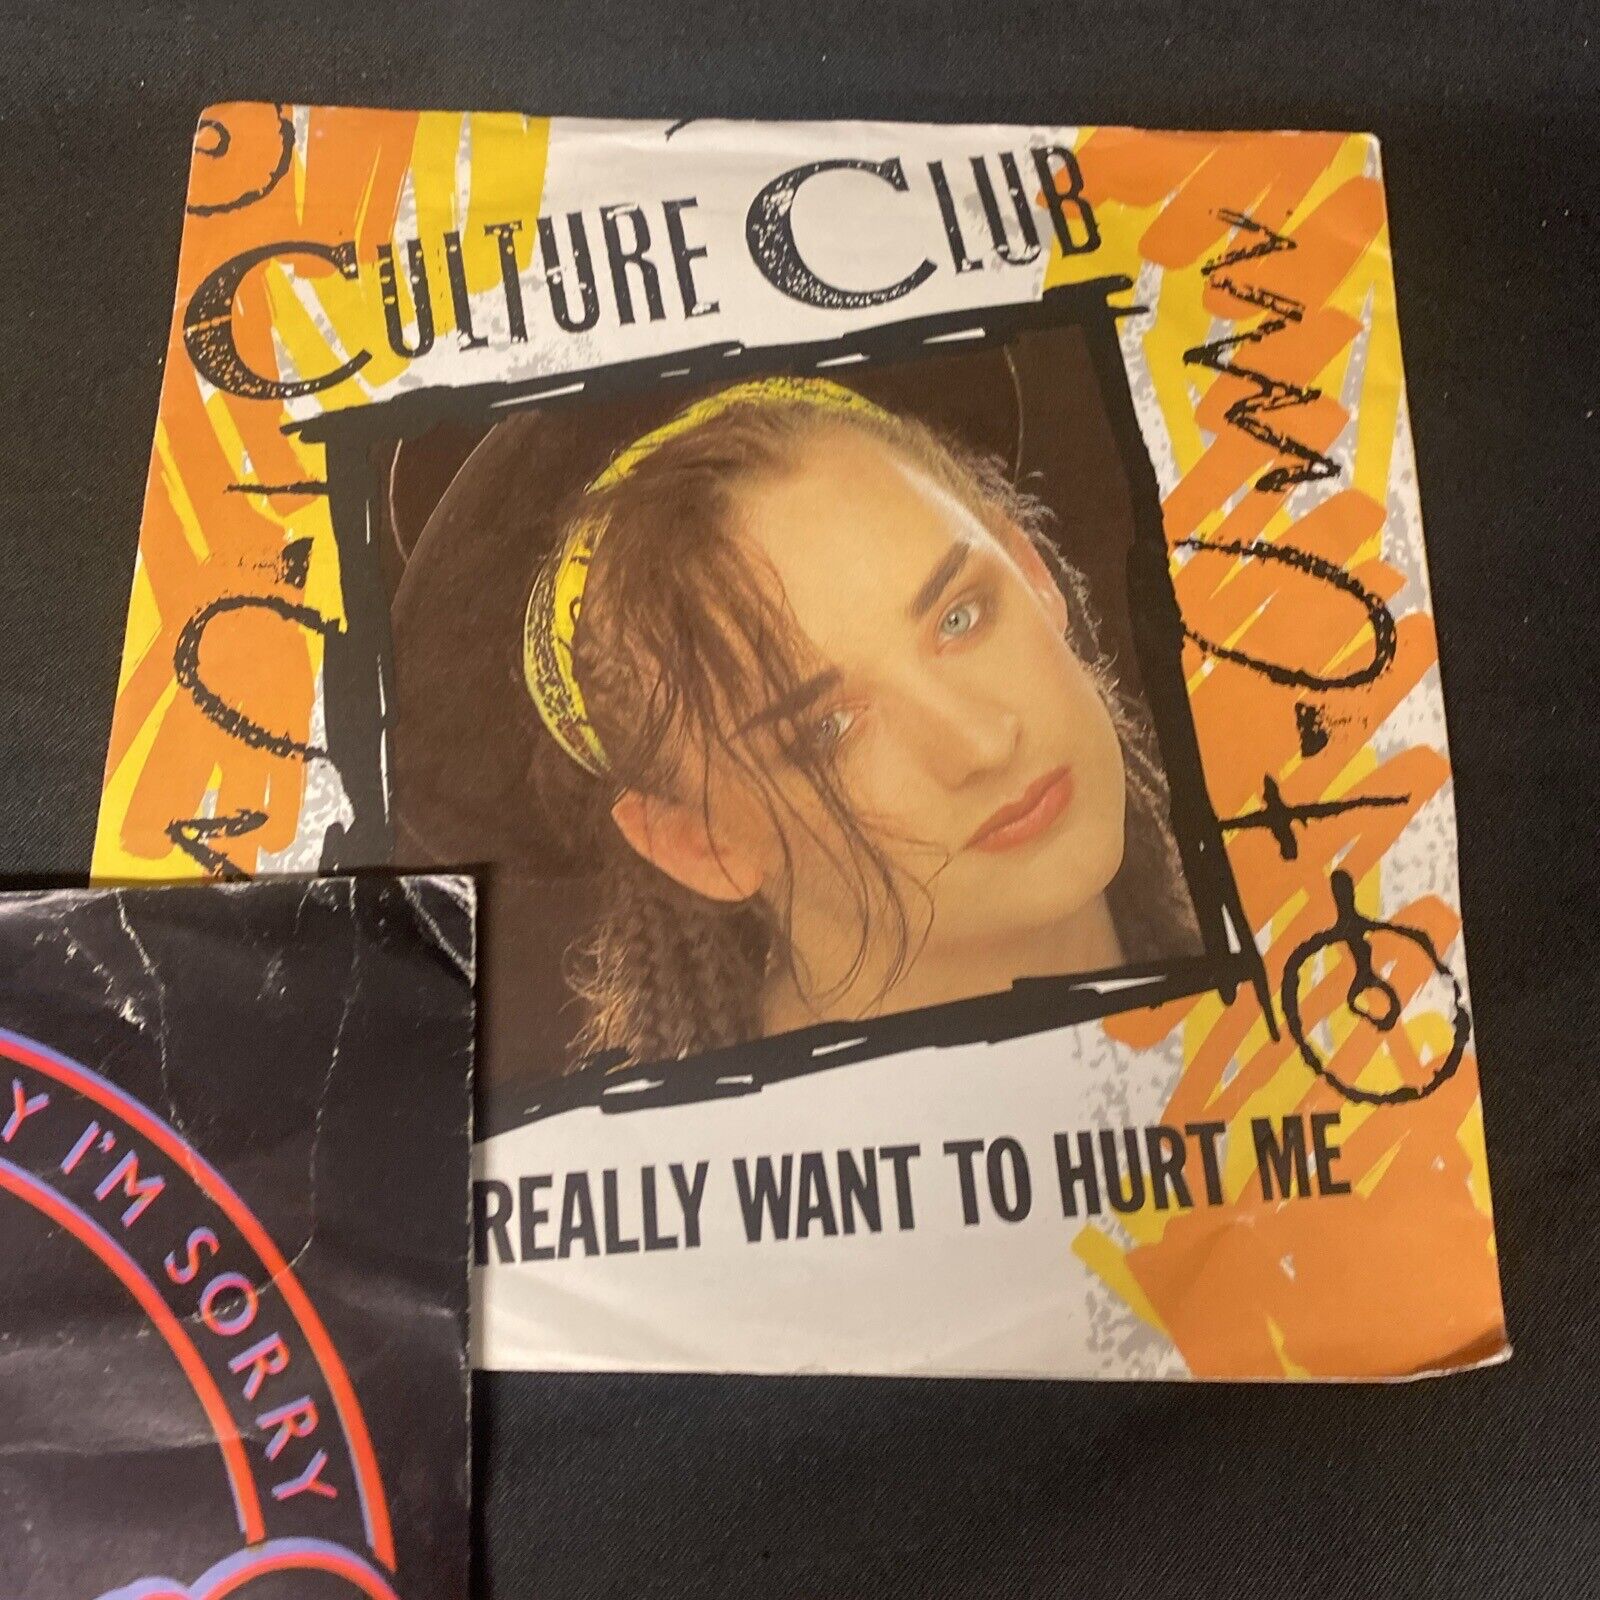 CULTURE CLUB
REALLY WANT TO HURT ME
Y I'M SORRY